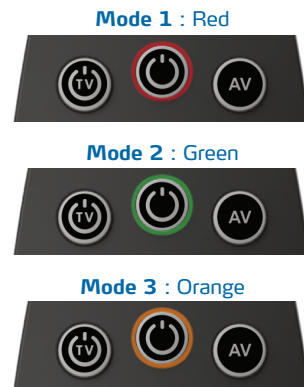 Mode 1 : Red
TV AV
Mode 2 : Green
TV AV
Mode 3 : Orange
TV AV